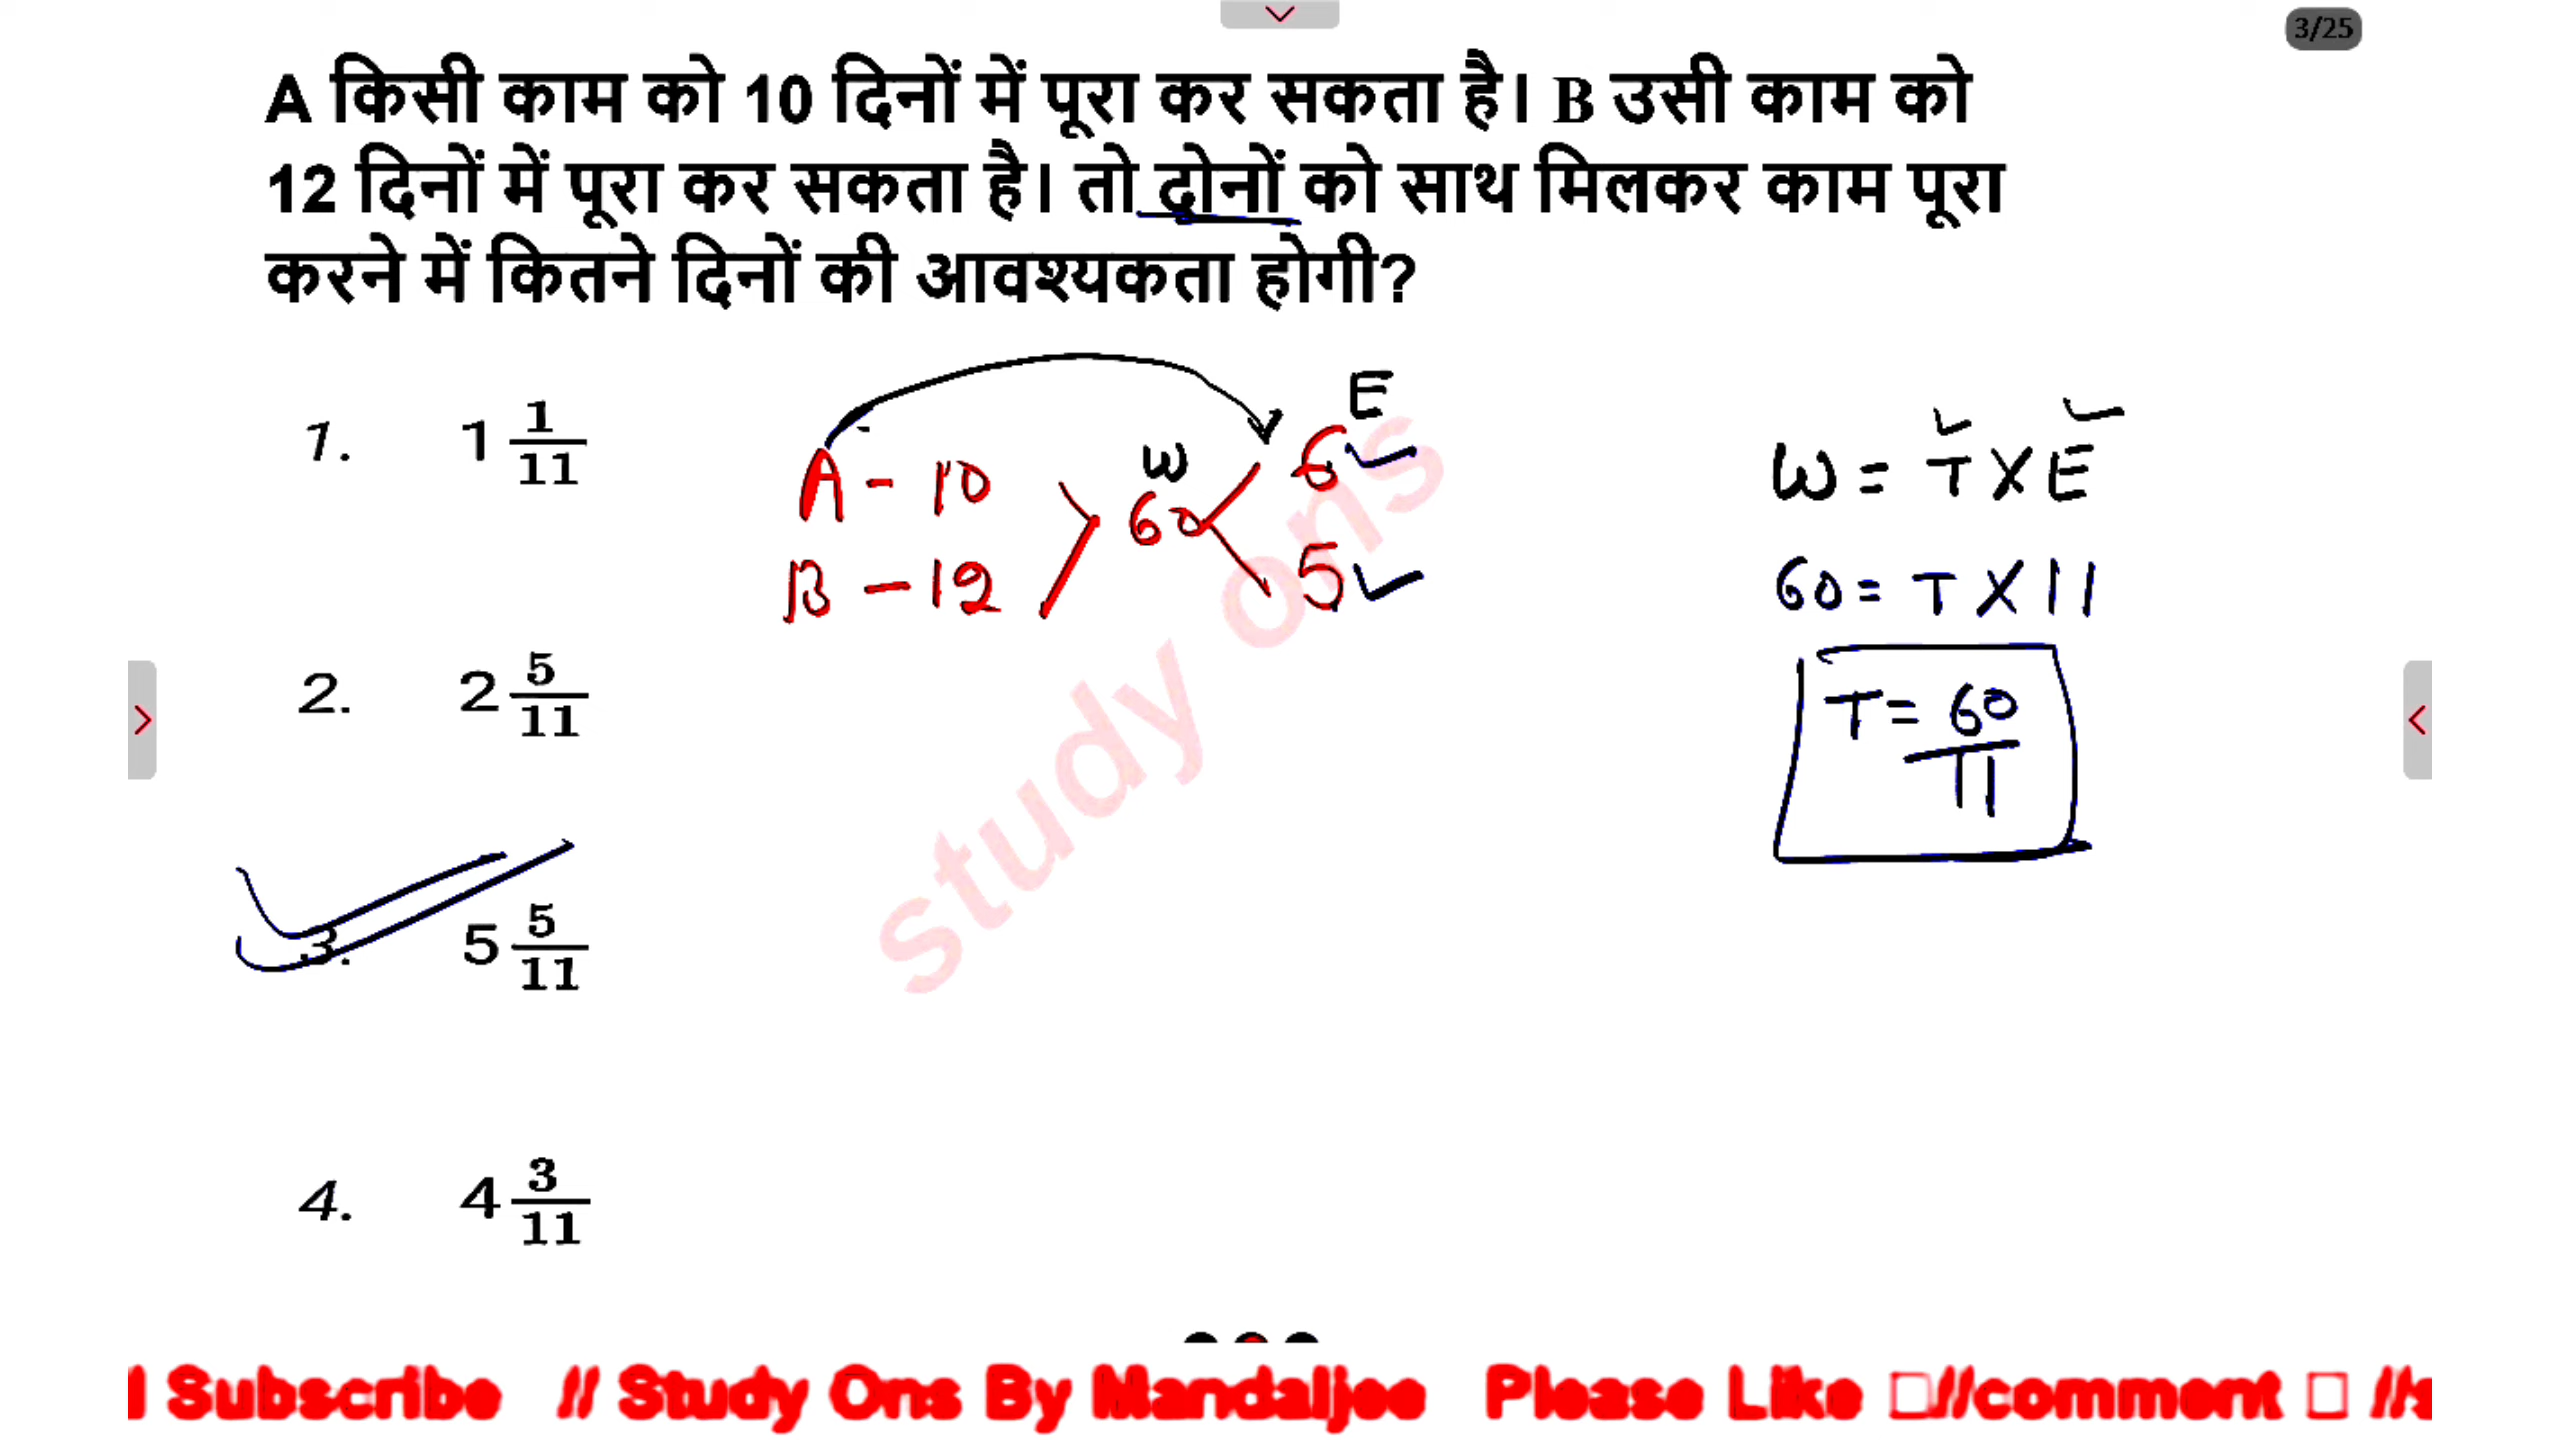 3/25
A किसी काम को 10 दिनों में पूरा कर सकता है। B उसी काम को
12 दिनों में पूरा कर सकता है। तो दोनों को साथ मिलकर काम पूरा
करने में कितने दिनों की आवश्यकता होगी?
1. 1 1/11
2. 2 5/11
3. 5 5/11
4. 4 3/11
E
A - 10 W 6
60
B - 12 5
W = T X E
60 = T X 11
T = 60/11
study ons
Subscribe // Study Ons By Mandaljee Please Like □//comment □ //s